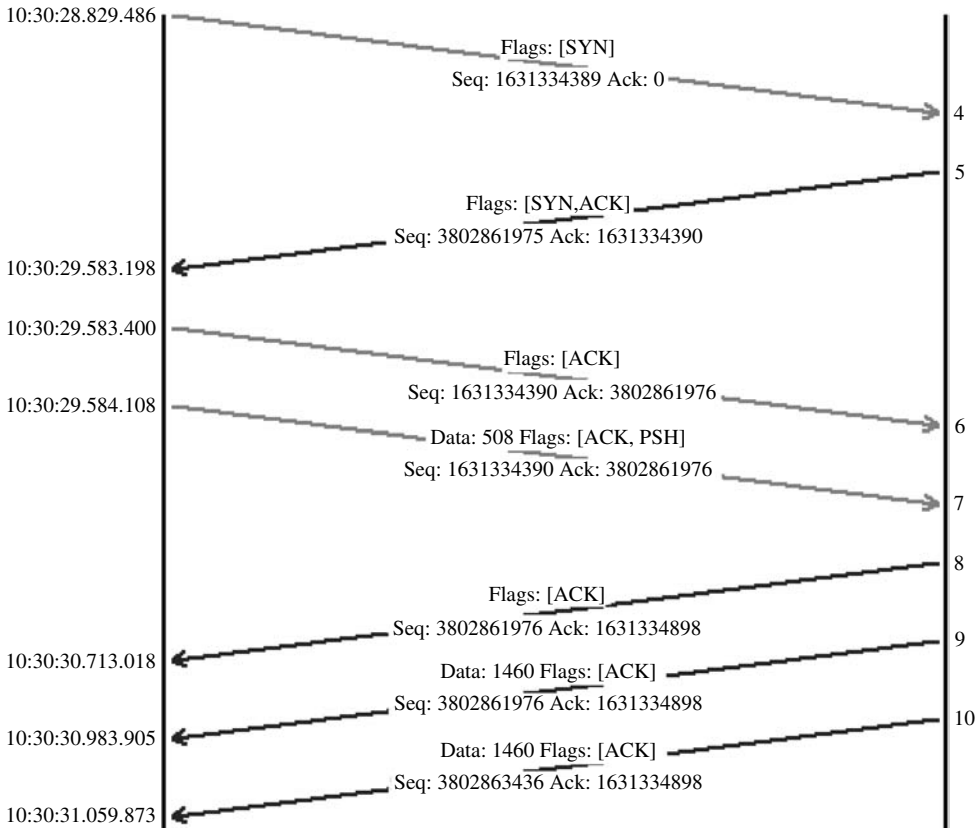 10:30:28.829.486
Flags: [SYN]
Seq: 1631334389 Ack: 0
4
5
Flags: [SYN,ACK]
Seq: 3802861975 Ack: 1631334390
10:30:29.583.198
10:30:29.583.400
Flags: [ACK]
Seq: 1631334390 Ack: 3802861976
10:30:29.584.108
6
Data: 508 Flags: [ACK, PSH]
Seq: 1631334390 Ack: 3802861976
7
8
Flags: [ACK]
Seq: 3802861976 Ack: 1631334898
9
10:30:30.713.018
Data: 1460 Flags: [ACK]
Seq: 3802861976 Ack: 1631334898
10
10:30:30.983.905
Data: 1460 Flags: [ACK]
Seq: 3802863436 Ack: 1631334898
10:30:31.059.873